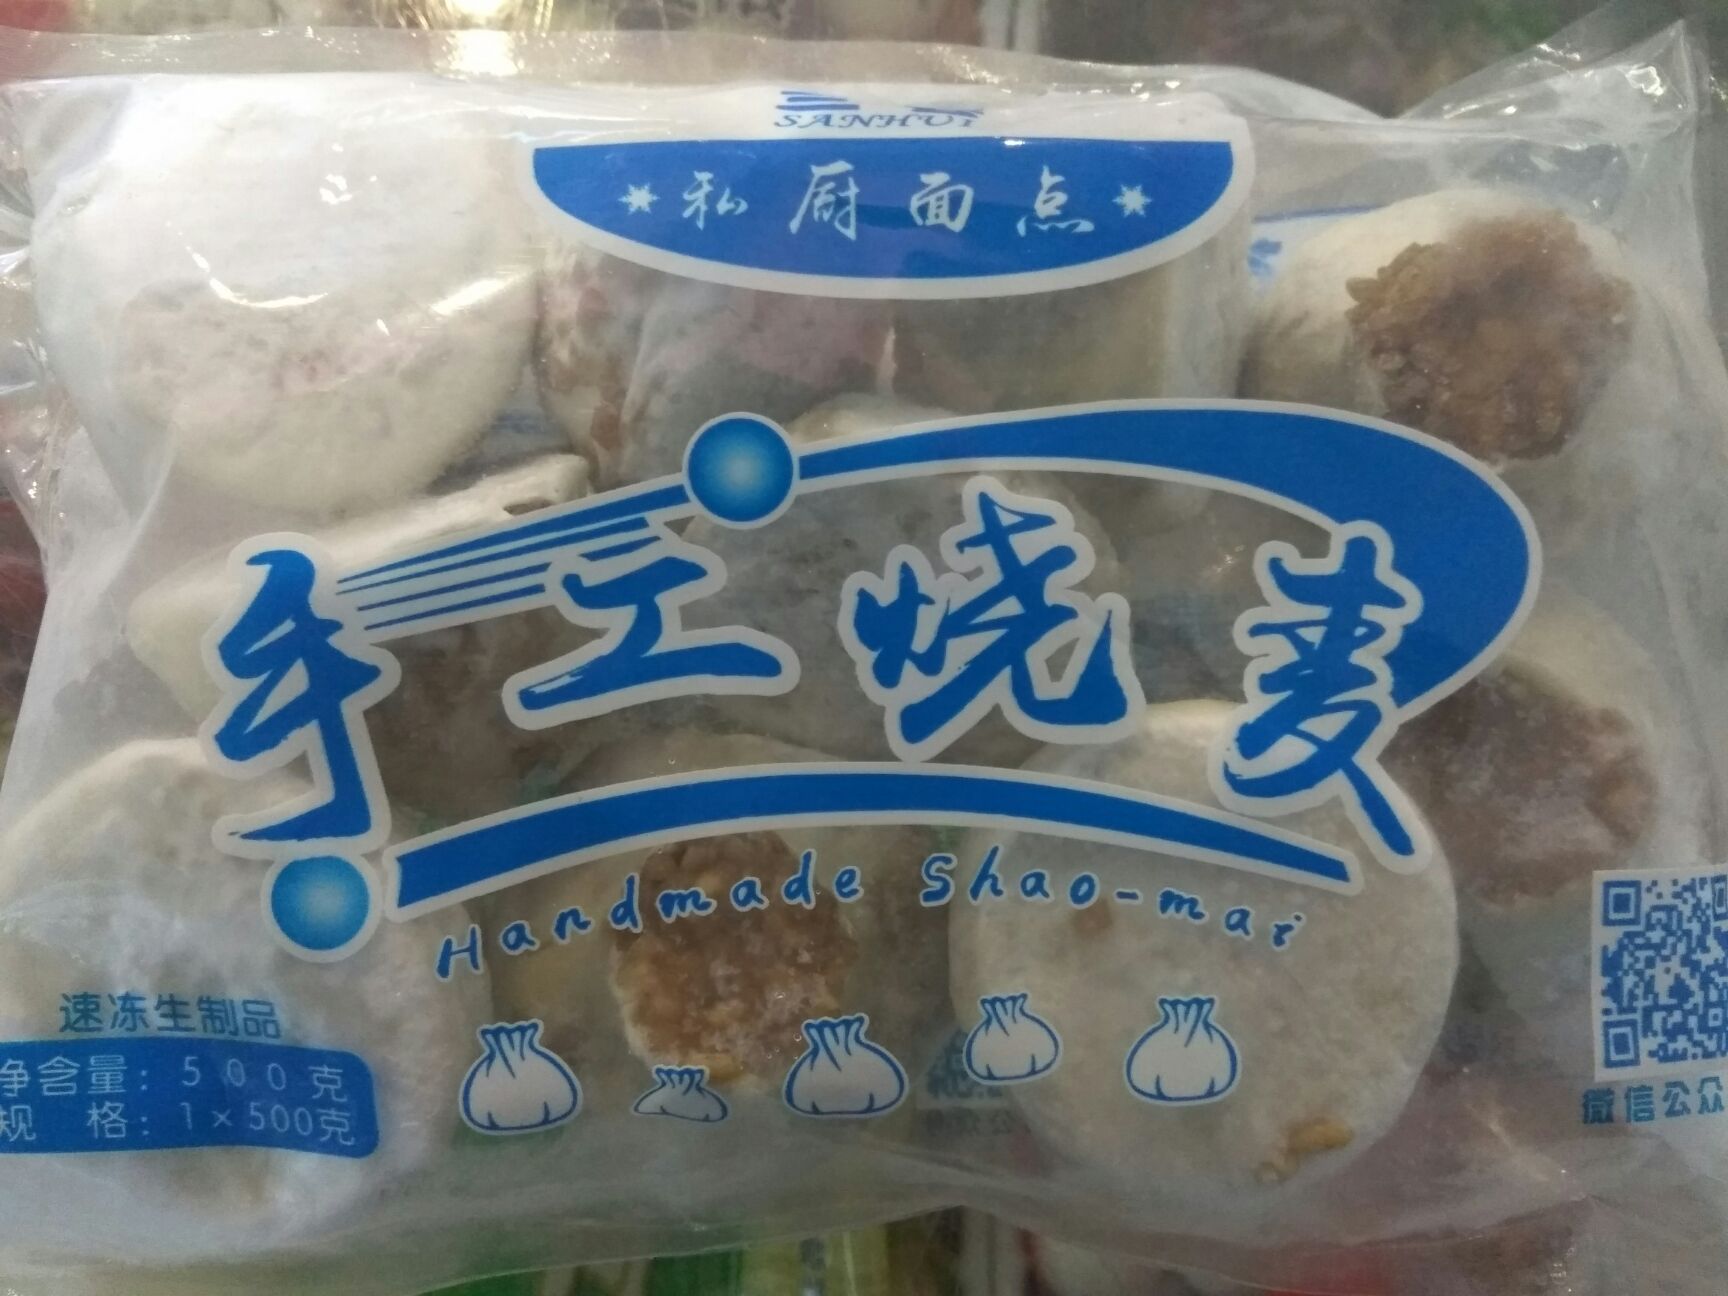 SANHUI
私厨面点
手工烧麦
Handmade Shao-mai
速冻生制品
净含量：500克
规 格：1×500克
微信公众